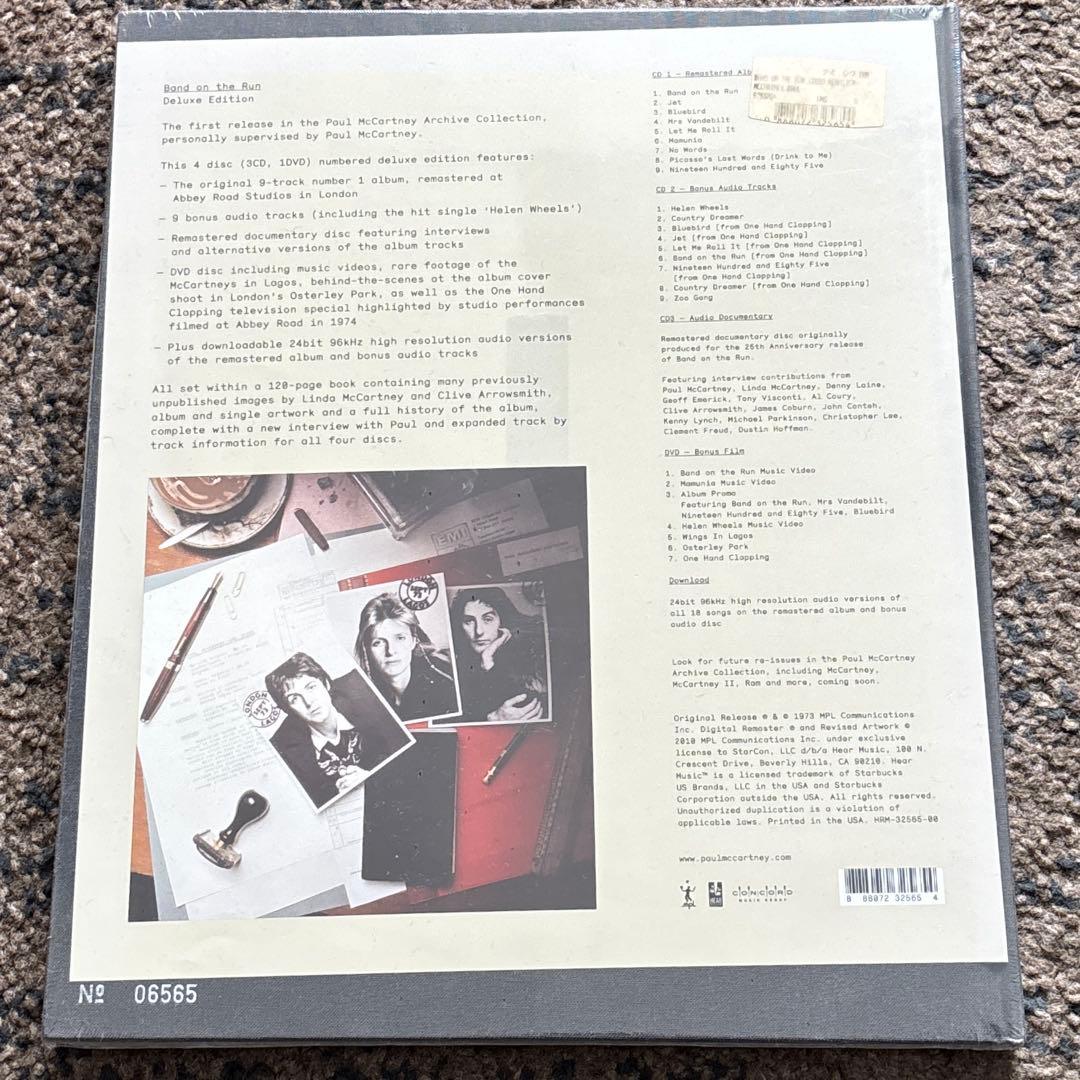 Band on the Run
Deluxe Edition
The first release in the Paul McCartney Archive Collection,
personally supervised by Paul McCartney.
This 4 disc (3CD, 1DVD) numbered deluxe edition features:
— The original 9-track number 1 album, remastered at
Abbey Road Studios in London
— 9 bonus audio tracks (including the hit single ‘Helen Wheels’)
— Remastered documentary disc featuring interviews
and alternative versions of the album tracks
— DVD disc including music videos, rare footage of the
McCartneys in Lagos, behind-the-scenes at the album cover
shoot in London's Osterley Park, as well as the One Hand
Clapping television special highlighted by studio performances
filmed at Abbey Road in 1974
— Plus downloadable 24bit 96kHz high resolution audio versions
of the remastered album and bonus audio tracks
All set within a 120-page book containing many previously
unpublished images by Linda McCartney and Clive Arrowsmith,
album and single artwork and a full history of the album,
complete with a new interview with Paul and expanded track by
track information for all four discs.
EMI
LONDON
SEPT 73
LAGOS
SEPT 73
LAGOS
Nº 06565
CD 1 — Remastered Alb
1. Band on the Run
2. Jet
3. Bluebird
4. Mrs Vandebilt
5. Let Me Roll It
6. Mamunia
7. No Words
8. Picasso's Last Words (Drink to Me)
9. Nineteen Hundred and Eighty Five
CD 2 — Bonus Audio Tracks
1. Helen Wheels
2. Country Dreamer
3. Bluebird [from One Hand Clapping]
4. Jet [from One Hand Clapping]
5. Let Me Roll It [from One Hand Clapping]
6. Band on the Run [from One Hand Clapping]
7. Nineteen Hundred and Eighty Five
[from One Hand Clapping]
8. Country Dreamer [from One Hand Clapping]
9. Zoo Gang
CD3 — Audio Documentary
Remastered documentary disc originally
produced for the 25th Anniversary release
of Band on the Run.
Featuring interview contributions from
Paul McCartney, Linda McCartney, Denny Laine,
Geoff Emerick, Tony Visconti, Al Coury,
Clive Arrowsmith, James Coburn, John Conteh,
Kenny Lynch, Michael Parkinson, Christopher Lee,
Clement Freud, Dustin Hoffman.
DVD — Bonus Film
1. Band on the Run Music Video
2. Mamunia Music Video
3. Album Promo
Featuring Band on the Run, Mrs Vandebilt,
Nineteen Hundred and Eighty Five, Bluebird
4. Helen Wheels Music Video
5. Wings In Lagos
6. Osterley Park
7. One Hand Clapping
Download
24bit 96kHz high resolution audio versions of
all 18 songs on the remastered album and bonus
audio disc
Look for future re-issues in the Paul McCartney
Archive Collection, including McCartney,
McCartney II, Ram and more, coming soon.
Original Release ℗ & © 1973 MPL Communications
Inc. Digital Remaster ℗ and Revised Artwork ©
2010 MPL Communications Inc. under exclusive
license to StarCon, LLC d/b/a Hear Music, 100 N.
Crescent Drive, Beverly Hills, CA 90210. Hear
Music™ is a licensed trademark of Starbucks
US Brands, LLC in the USA and Starbucks
Corporation outside the USA. All rights reserved.
Unauthorized duplication is a violation of
applicable laws. Printed in the USA. HRM-32565-00
www.paulmccartney.com
mpl
HEAR
CONCORD
MUSIC GROUP
8 88072 32565 4